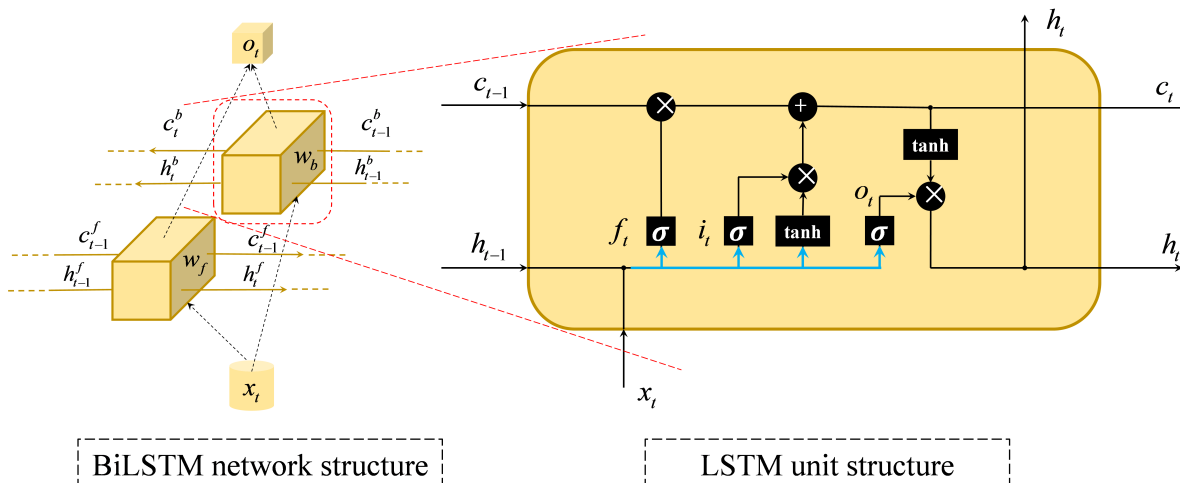 o_t
c_t^b
c_{t-1}^b
w_b
h_t^b
h_{t-1}^b
c_{t-1}^f
c_{t-1}^f
w_f
h_{t-1}^f
h_t^f
x_t
BiLSTM network structure
h_t
c_{t-1}
×
+
c_t
tanh
×
o_t
×
f_t
σ
i_t
σ
tanh
σ
h_{t-1}
h_t
x_t
LSTM unit structure